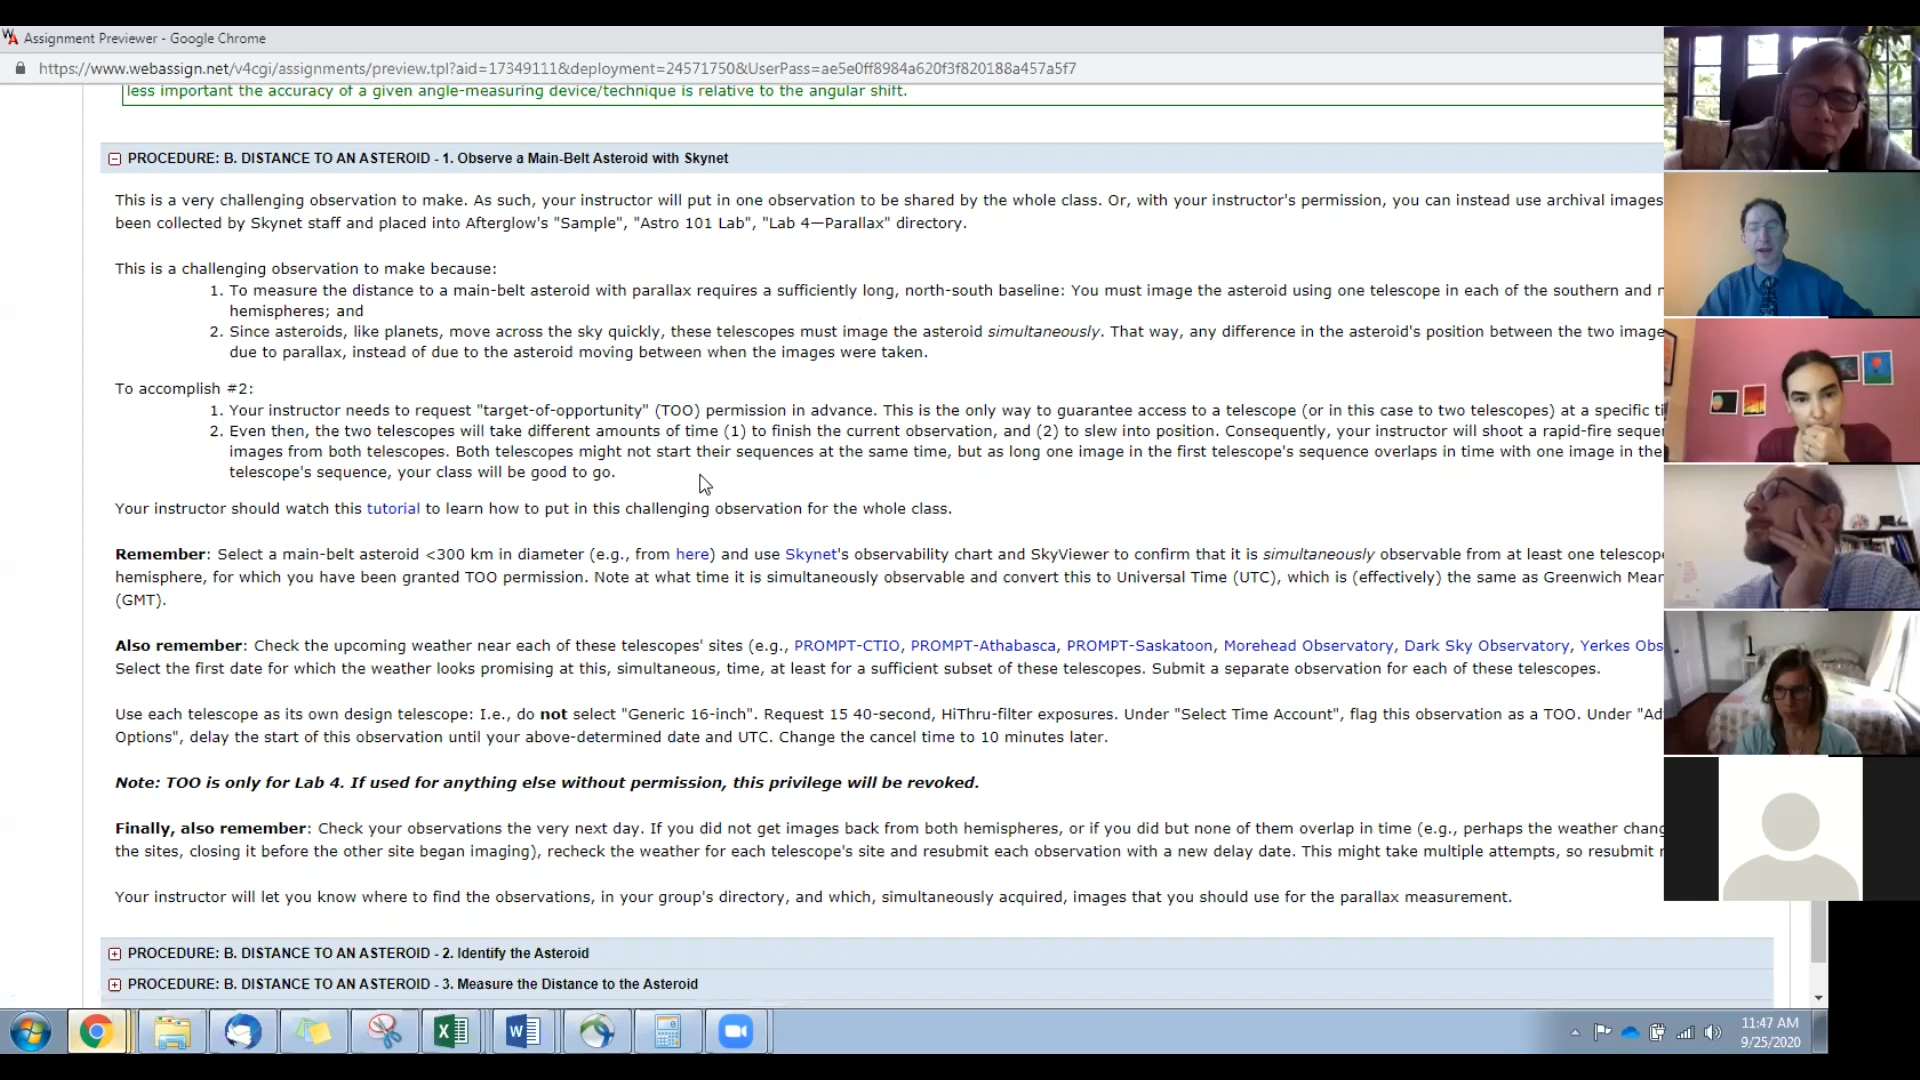 Assignment Previewer - Google Chrome
https://www.webassign.net/v4cgi/assignments/preview.tpl?aid=17349111&deployment=24571750&UserPass=ae5e0ff8984a620f3f820188a457a5f7
less important the accuracy of a given angle-measuring device/technique is relative to the angular shift.
PROCEDURE: B. DISTANCE TO AN ASTEROID - 1. Observe a Main-Belt Asteroid with Skynet
This is a very challenging observation to make. As such, your instructor will put in one observation to be shared by the whole class. Or, with your instructor's permission, you can instead use archival images
been collected by Skynet staff and placed into Afterglow's "Sample", "Astro 101 Lab", "Lab 4—Parallax" directory.
This is a challenging observation to make because:
1. To measure the distance to a main-belt asteroid with parallax requires a sufficiently long, north-south baseline: You must image the asteroid using one telescope in each of the southern and
hemispheres; and
2. Since asteroids, like planets, move across the sky quickly, these telescopes must image the asteroid simultaneously. That way, any difference in the asteroid's position between the two image
due to parallax, instead of due to the asteroid moving between when the images were taken.
To accomplish #2:
1. Your instructor needs to request "target-of-opportunity" (TOO) permission in advance. This is the only way to guarantee access to a telescope (or in this case to two telescopes) at a specific
2. Even then, the two telescopes will take different amounts of time (1) to finish the current observation, and (2) to slew into position. Consequently, your instructor will shoot a rapid-fire
images from both telescopes. Both telescopes might not start their sequences at the same time, but as long one image in the first telescope's sequence overlaps in time with one image in the
telescope's sequence, your class will be good to go.
Your instructor should watch this tutorial to learn how to put in this challenging observation for the whole class.
Remember: Select a main-belt asteroid <300 km in diameter (e.g., from here) and use Skynet's observability chart and SkyViewer to confirm that it is simultaneously observable from at least one telescop
hemisphere, for which you have been granted TOO permission. Note at what time it is simultaneously observable and convert this to Universal Time (UTC), which is (effectively) the same as Greenwich Mear
(GMT).
Also remember: Check the upcoming weather near each of these telescopes' sites (e.g., PROMPT-CTIO, PROMPT-Athabasca, PROMPT-Saskatoon, Morehead Observatory, Dark Sky Observatory, Yerkes Obs
Select the first date for which the weather looks promising at this, simultaneous, time, at least for a sufficient subset of these telescopes. Submit a separate observation for each of these telescopes.
Use each telescope as its own design telescope: I.e., do not select "Generic 16-inch". Request 15 40-second, HiThru-filter exposures. Under "Select Time Account", flag this observation as a TOO. Under "Ad
Options", delay the start of this observation until your above-determined date and UTC. Change the cancel time to 10 minutes later.
Note: TOO is only for Lab 4. If used for anything else without permission, this privilege will be revoked.
Finally, also remember: Check your observations the very next day. If you did not get images back from both hemispheres, or if you did but none of them overlap in time (e.g., perhaps the weather chang
the sites, closing it before the other site began imaging), recheck the weather for each telescope's site and resubmit each observation with a new delay date. This might take multiple attempts, so resubmit
Your instructor will let you know where to find the observations, in your group's directory, and which, simultaneously acquired, images that you should use for the parallax measurement.
PROCEDURE: B. DISTANCE TO AN ASTEROID - 2. Identify the Asteroid
PROCEDURE: B. DISTANCE TO AN ASTEROID - 3. Measure the Distance to the Asteroid
11:47 AM
9/25/2020